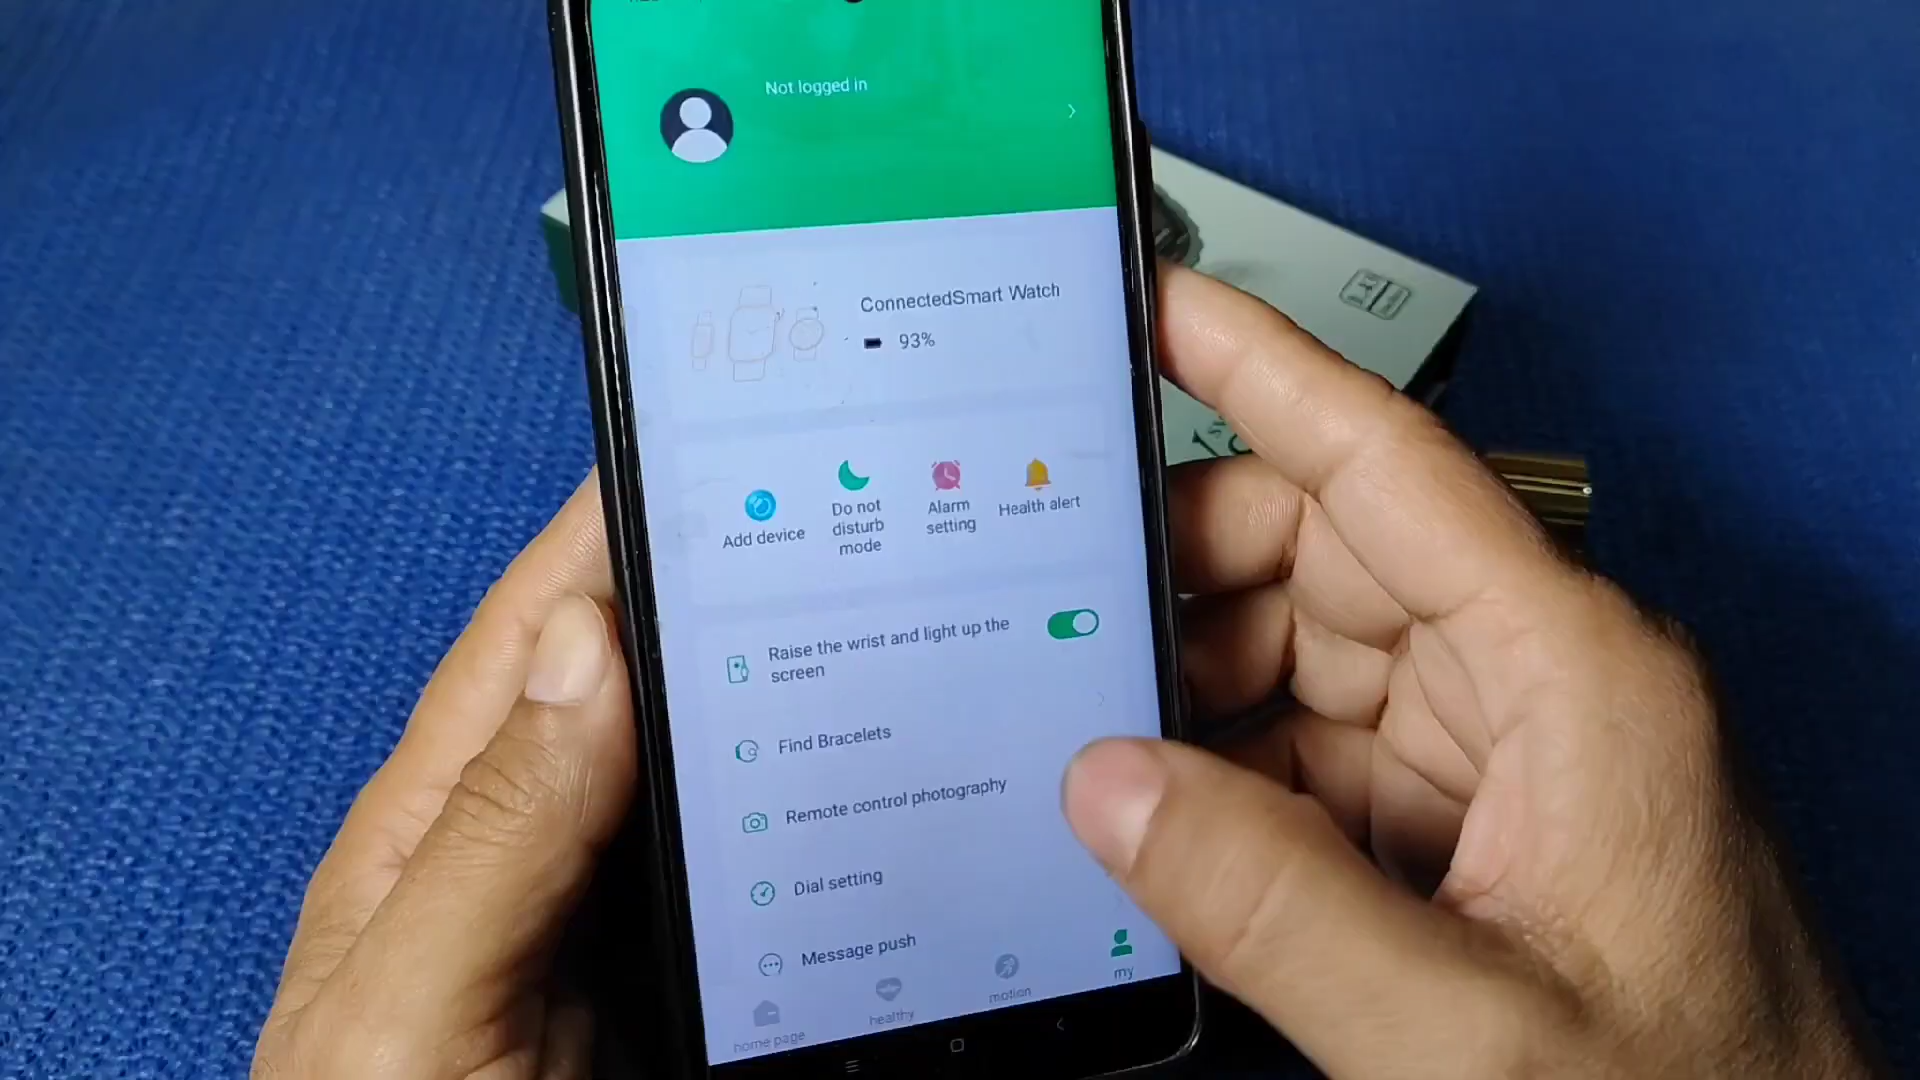 Not logged in
ConnectedSmart Watch
93%
Add device
Do not
disturb
mode
Alarm
setting
Health alert
Raise the wrist and light up the
screen
Find Bracelets
Remote control photography
Dial setting
Message push
home page
healthy
motion
my